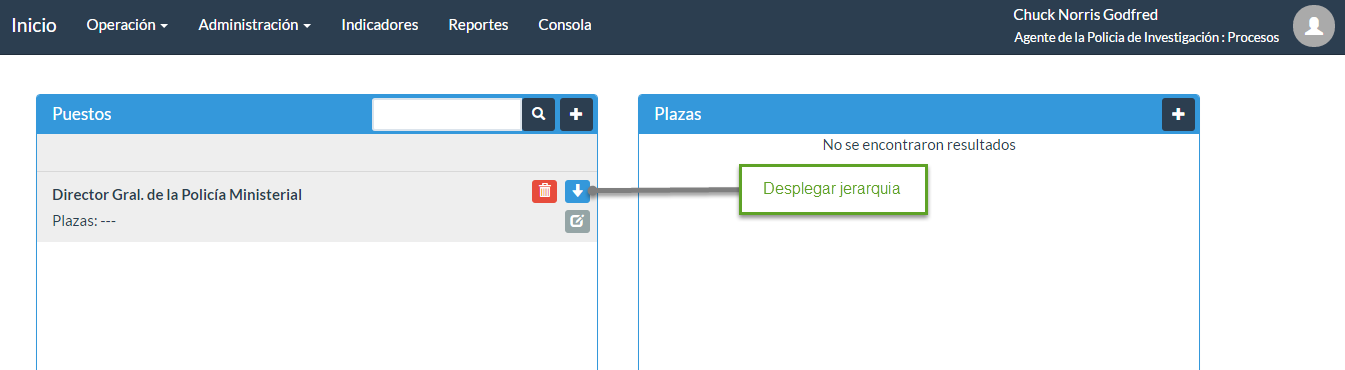 Inicio Operación Administración Indicadores Reportes Consola
Chuck Norris Godfred
Agente de la Policia de Investigación : Procesos
Puestos
Director Gral. de la Policía Ministerial
Plazas: ---
Plazas
No se encontraron resultados
Desplegar jerarquia